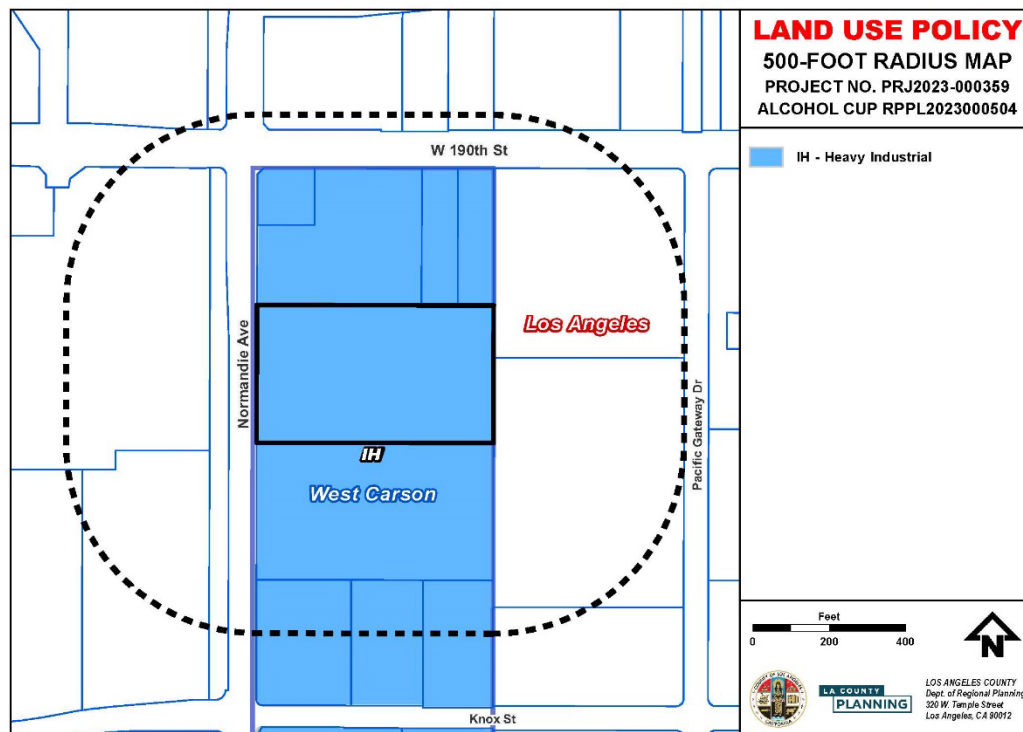 LAND USE POLICY
500-FOOT RADIUS MAP
PROJECT NO. PRJ2023-000359
ALCOHOL CUP RPPL2023000504
IH - Heavy Industrial
W 190th St
Normandie Ave
Los Angeles
Pacific Gateway Dr
IH
West Carson
Knox St
Feet
0 200 400
N
LA COUNTY
PLANNING
LOS ANGELES COUNTY
Dept. of Regional Planning
320 W. Temple Street
Los Angeles, CA 90012